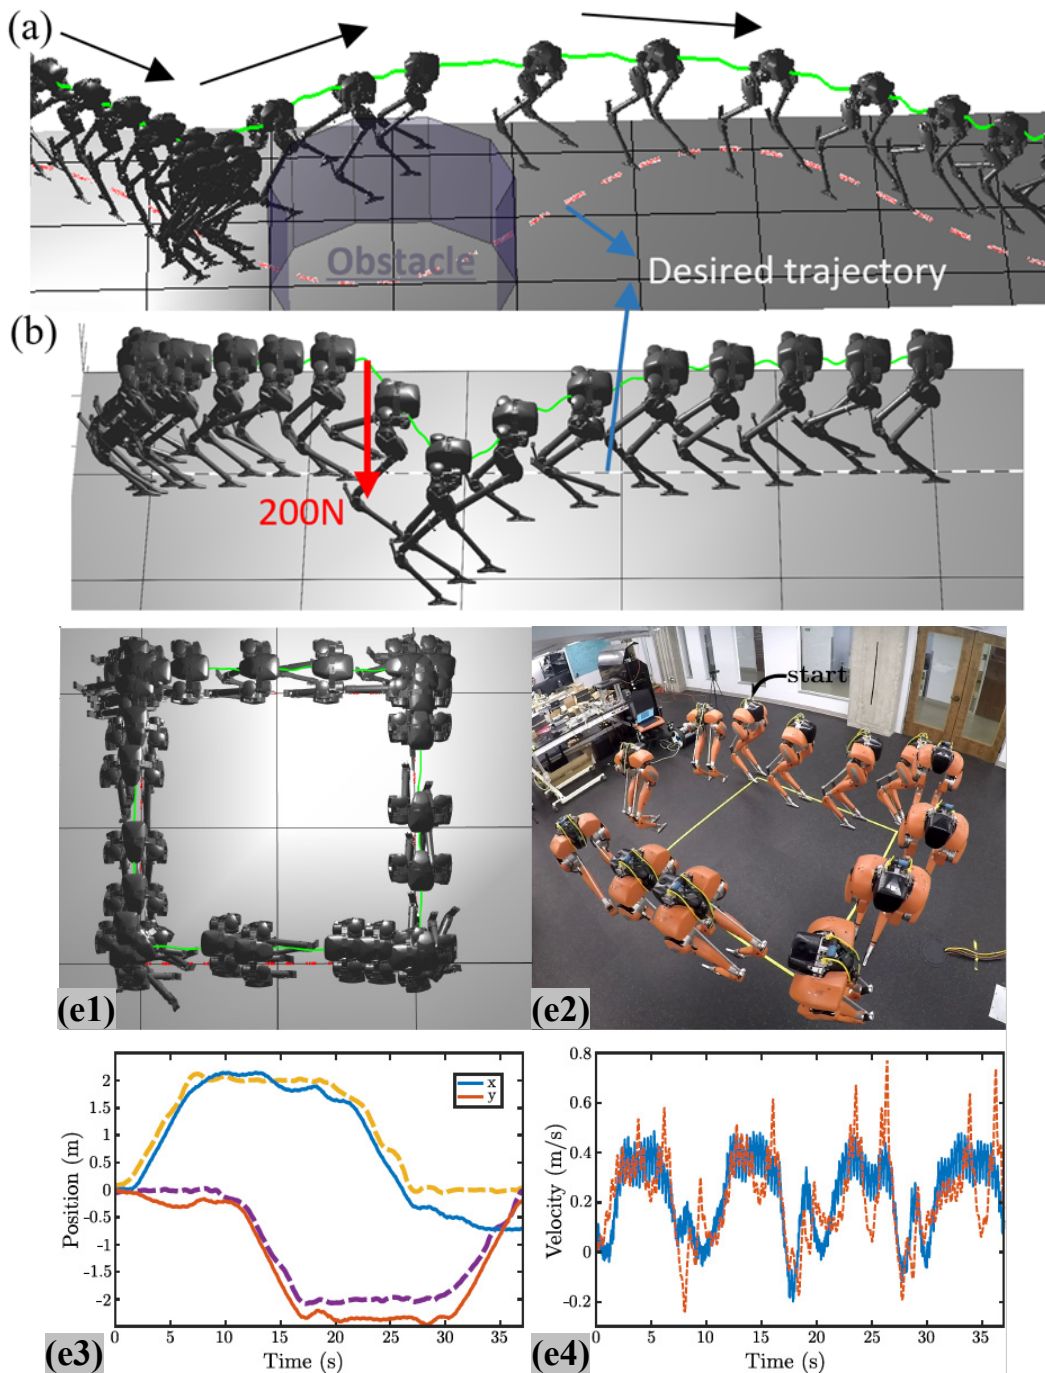 (a)
Obstacle
Desired trajectory
(b)
200N
start
(e1)
(e2)
2
1.5
1
0.5
0
-0.5
-1
-1.5
-2
Position (m)
x
y
0 5 10 15 20 25 30 35
Time (s)
(e3)
0.8
0.6
0.4
0.2
0
-0.2
Velocity (m/s)
0 5 10 15 20 25 30 35
Time (s)
(e4)